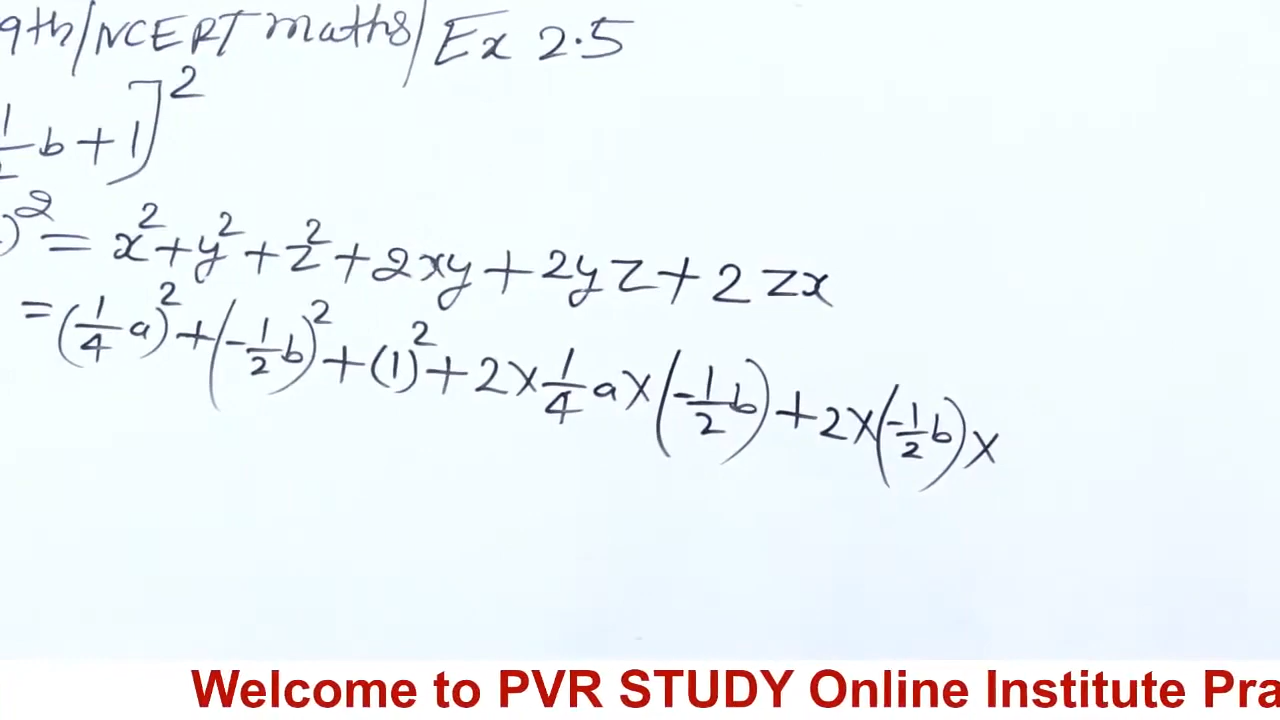 9th/NCERT maths/Ex 2.5
1/2 b+1]²
)² = x²+y²+z²+2xy+2yz+2zx
=(1/4 a)²+(-1/2 b)²+(1)²+2×1/4 a×(-1/2 b)+2×(-1/2 b)×
Welcome to PVR STUDY Online Institute Pra